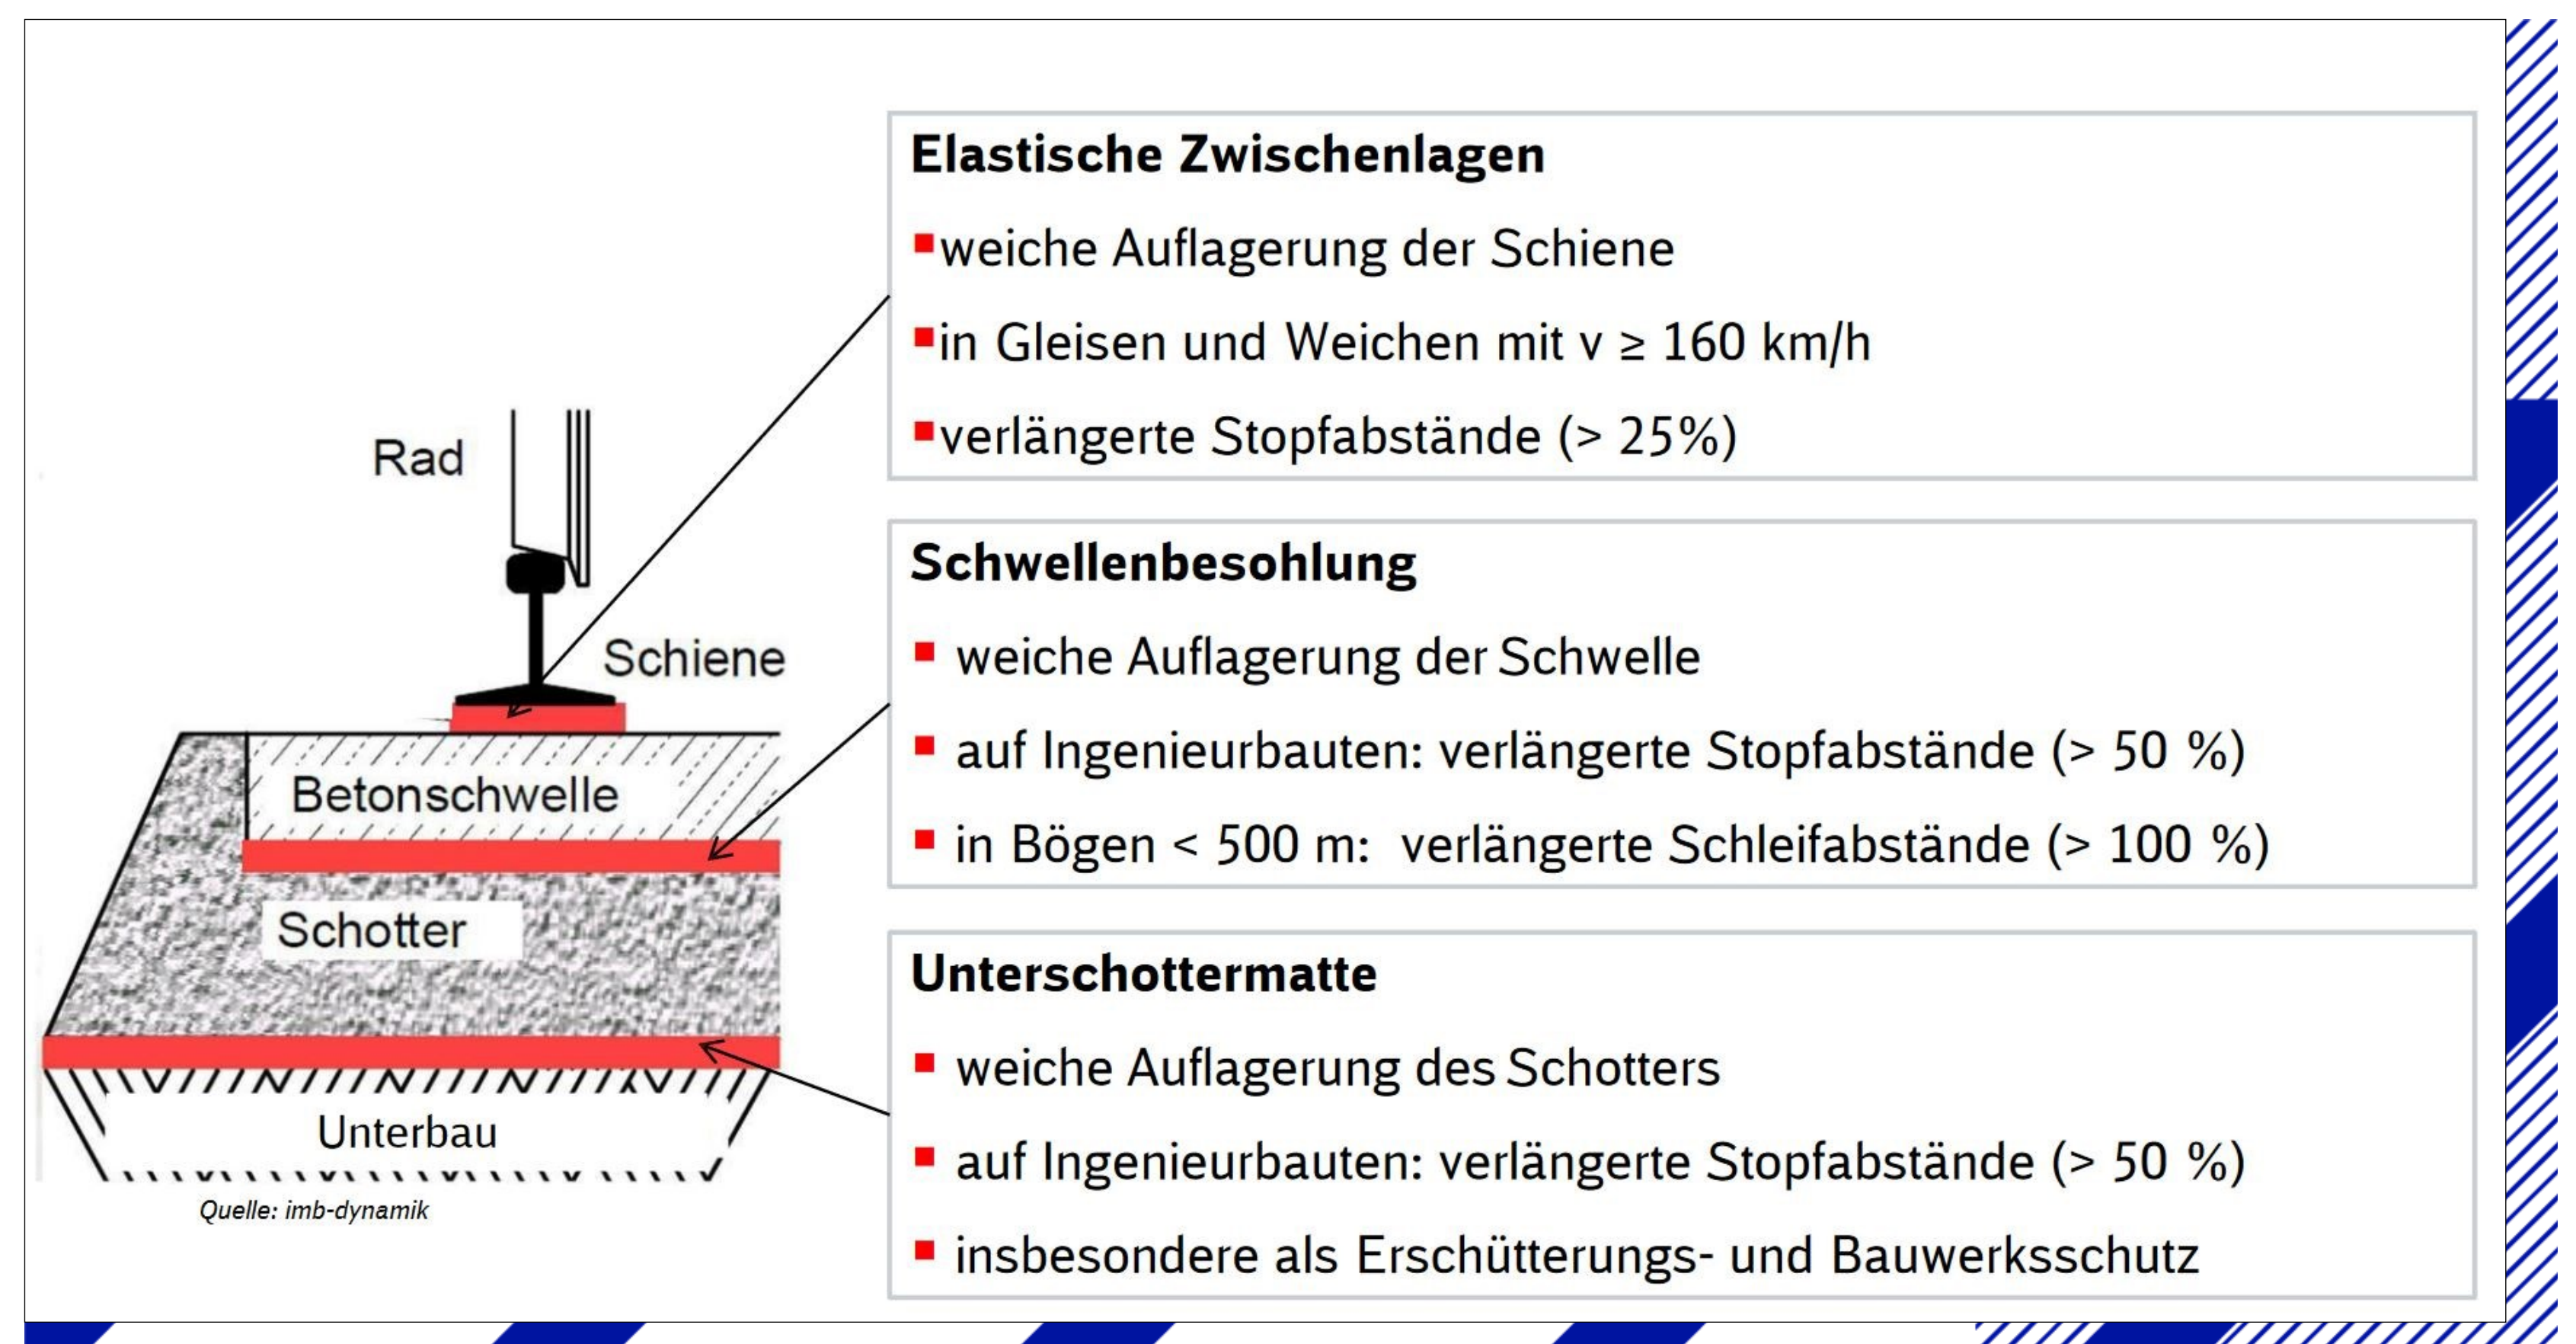 Elastische Zwischenlagen
▪weiche Auflagerung der Schiene
▪in Gleisen und Weichen mit v ≥ 160 km/h
▪verlängerte Stopfabstände (> 25%)
Schwellenbesohlung
▪ weiche Auflagerung der Schwelle
▪ auf Ingenieurbauten: verlängerte Stopfabstände (> 50 %)
▪ in Bögen < 500 m: verlängerte Schleifabstände (> 100 %)
Unterschottermatte
▪ weiche Auflagerung des Schotters
▪ auf Ingenieurbauten: verlängerte Stopfabstände (> 50 %)
▪ insbesondere als Erschütterungs- und Bauwerksschutz
Rad
Schiene
Betonschwelle
Schotter
Unterbau
Quelle: imb-dynamik